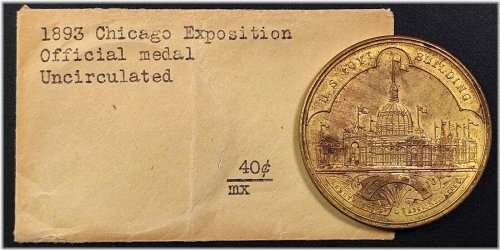 1893 Chicago Exposition
Official medal
Uncirculated
40¢
mx
U.S. GOV'T BUILDING